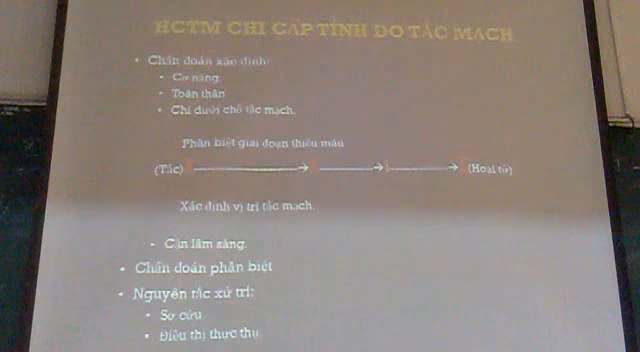 HCTM CHI CẤP TÍNH DO TẮC MẠCH
• Chẩn đoán xác định:
• Cơ năng.
• Toàn thân.
• Chi dưới chỗ tắc mạch.
Phân biệt giai đoạn thiếu máu
(Tắc) (Hoại tử)
Xác định vị trí tắc mạch.
• Cận lâm sàng.
• Chẩn đoán phân biệt
• Nguyên tắc xử trí:
• Sơ cứu.
• Điều thị thực thụ.